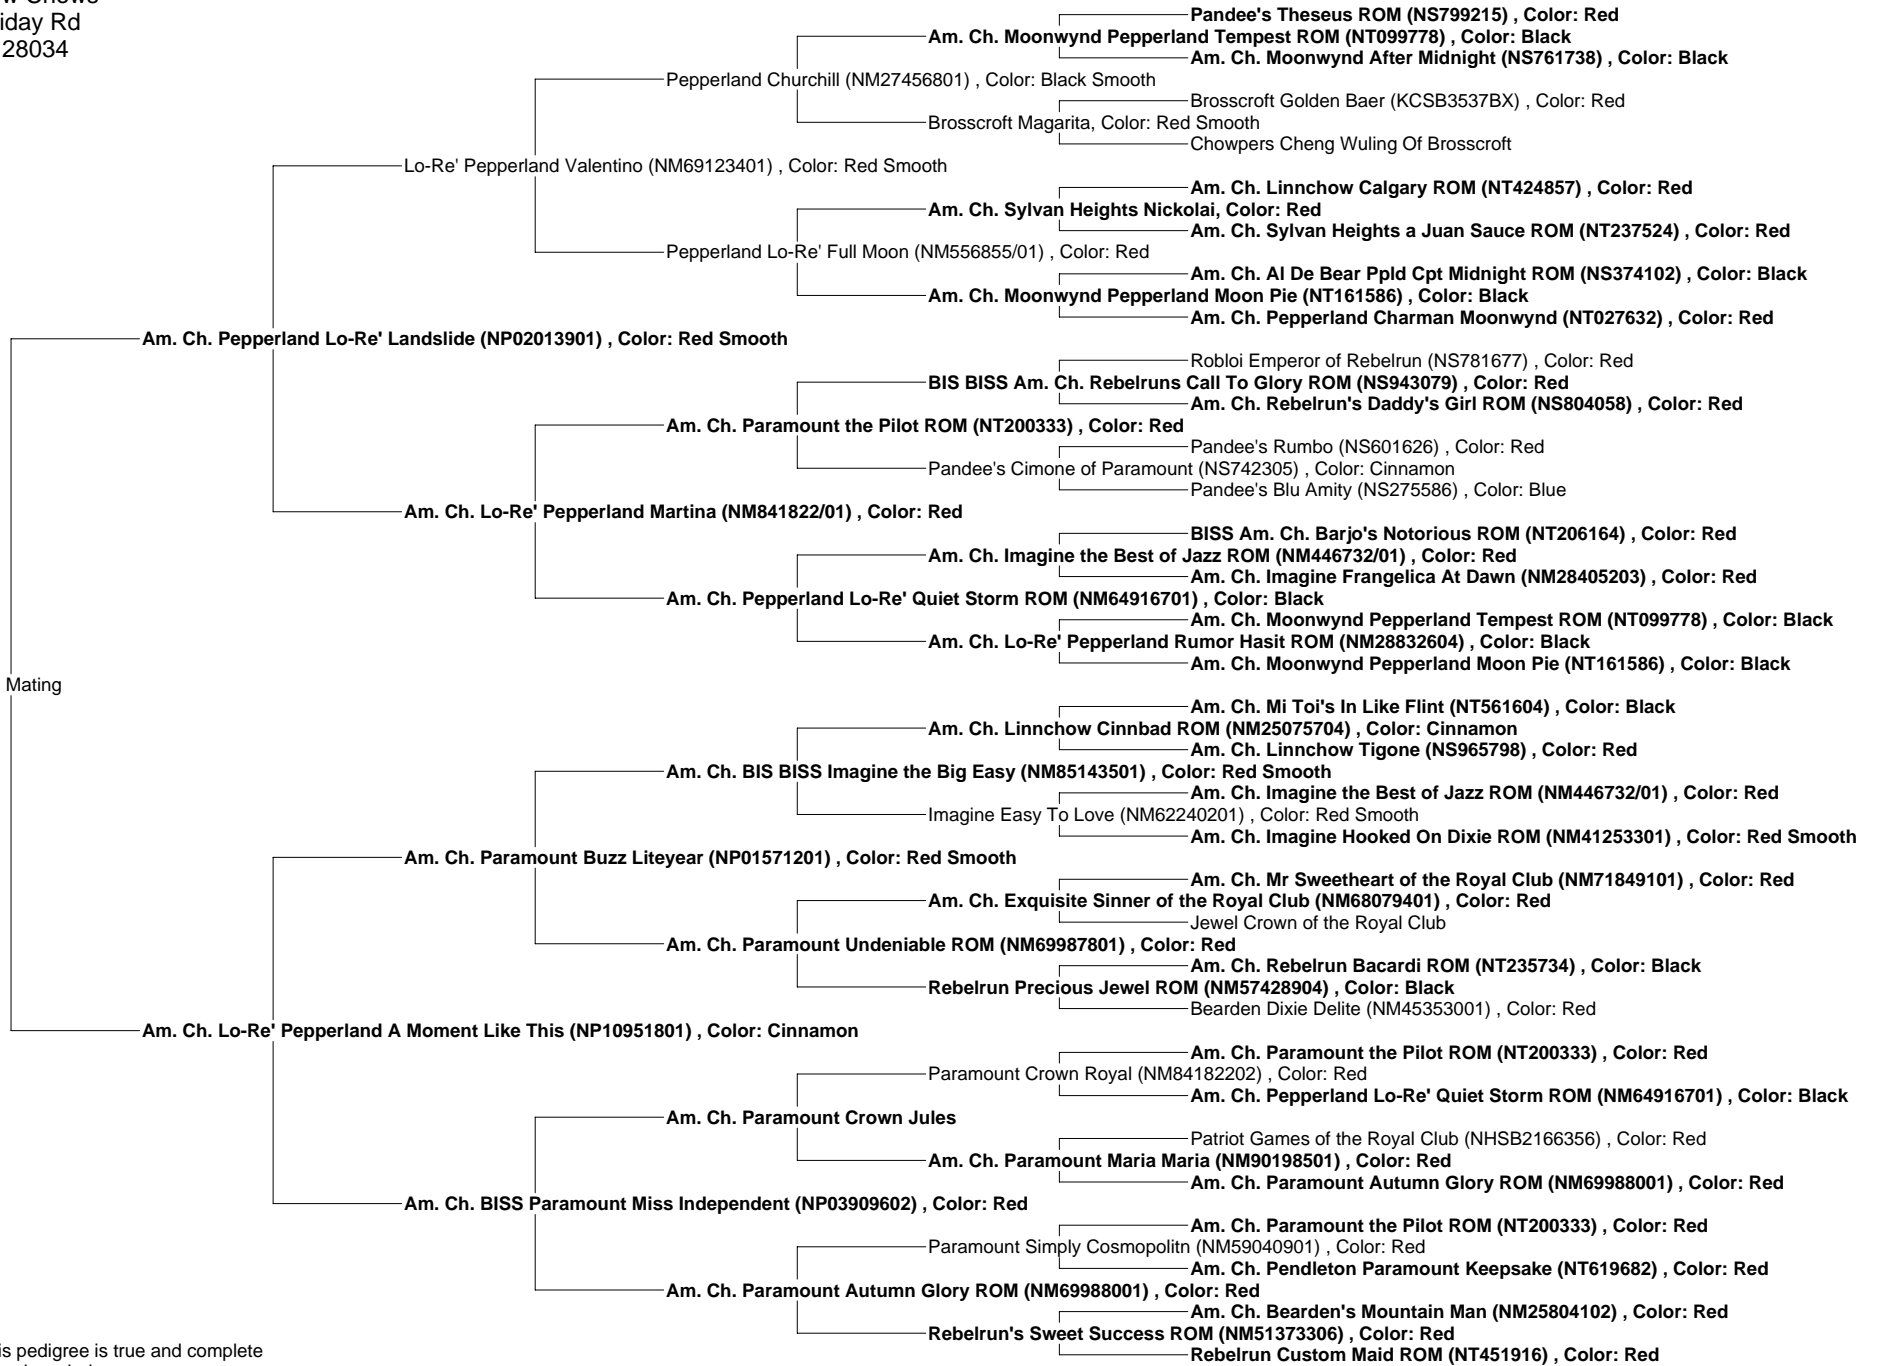 iday Rd
28034
Pandee's Theseus ROM (NS799215) , Color: Red
Am. Ch. Moonwynd Pepperland Tempest ROM (NT099778) , Color: Black
Am. Ch. Moonwynd After Midnight (NS761738) , Color: Black
Pepperland Churchill (NM27456801) , Color: Black Smooth
Brosscroft Golden Baer (KCSB3537BX) , Color: Red
Brosscroft Magarita, Color: Red Smooth
Chowpers Cheng Wuling Of Brosscroft
Lo-Re' Pepperland Valentino (NM69123401) , Color: Red Smooth
Am. Ch. Linnchow Calgary ROM (NT424857) , Color: Red
Am. Ch. Sylvan Heights Nickolai, Color: Red
Am. Ch. Sylvan Heights a Juan Sauce ROM (NT237524) , Color: Red
Pepperland Lo-Re' Full Moon (NM556855/01) , Color: Red
Am. Ch. Al De Bear Ppld Cpt Midnight ROM (NS374102) , Color: Black
Am. Ch. Moonwynd Pepperland Moon Pie (NT161586) , Color: Black
Am. Ch. Pepperland Charman Moonwynd (NT027632) , Color: Red
Am. Ch. Pepperland Lo-Re' Landslide (NP02013901) , Color: Red Smooth
Robloi Emperor of Rebelrun (NS781677) , Color: Red
BIS BISS Am. Ch. Rebelruns Call To Glory ROM (NS943079) , Color: Red
Am. Ch. Rebelrun's Daddy's Girl ROM (NS804058) , Color: Red
Am. Ch. Paramount the Pilot ROM (NT200333) , Color: Red
Pandee's Rumbo (NS601626) , Color: Red
Pandee's Cimone of Paramount (NS742305) , Color: Cinnamon
Pandee's Blu Amity (NS275586) , Color: Blue
Am. Ch. Lo-Re' Pepperland Martina (NM841822/01) , Color: Red
BISS Am. Ch. Barjo's Notorious ROM (NT206164) , Color: Red
Am. Ch. Imagine the Best of Jazz ROM (NM446732/01) , Color: Red
Am. Ch. Imagine Frangelica At Dawn (NM28405203) , Color: Red
Am. Ch. Pepperland Lo-Re' Quiet Storm ROM (NM64916701) , Color: Black
Am. Ch. Moonwynd Pepperland Tempest ROM (NT099778) , Color: Black
Am. Ch. Lo-Re' Pepperland Rumor Hasit ROM (NM28832604) , Color: Black
Am. Ch. Moonwynd Pepperland Moon Pie (NT161586) , Color: Black
Mating
Am. Ch. Mi Toi's In Like Flint (NT561604) , Color: Black
Am. Ch. Linnchow Cinnbad ROM (NM25075704) , Color: Cinnamon
Am. Ch. Linnchow Tigone (NS965798) , Color: Red
Am. Ch. BIS BISS Imagine the Big Easy (NM85143501) , Color: Red Smooth
Am. Ch. Imagine the Best of Jazz ROM (NM446732/01) , Color: Red
Imagine Easy To Love (NM62240201) , Color: Red Smooth
Am. Ch. Imagine Hooked On Dixie ROM (NM41253301) , Color: Red Smooth
Am. Ch. Paramount Buzz Liteyear (NP01571201) , Color: Red Smooth
Am. Ch. Mr Sweetheart of the Royal Club (NM71849101) , Color: Red
Am. Ch. Exquisite Sinner of the Royal Club (NM68079401) , Color: Red
Jewel Crown of the Royal Club
Am. Ch. Paramount Undeniable ROM (NM69987801) , Color: Red
Am. Ch. Rebelrun Bacardi ROM (NT235734) , Color: Black
Rebelrun Precious Jewel ROM (NM57428904) , Color: Black
Bearden Dixie Delite (NM45353001) , Color: Red
Am. Ch. Lo-Re' Pepperland A Moment Like This (NP10951801) , Color: Cinnamon
Am. Ch. Paramount the Pilot ROM (NT200333) , Color: Red
Paramount Crown Royal (NM84182202) , Color: Red
Am. Ch. Pepperland Lo-Re' Quiet Storm ROM (NM64916701) , Color: Black
Am. Ch. Paramount Crown Jules
Patriot Games of the Royal Club (NHSB2166356) , Color: Red
Am. Ch. Paramount Maria Maria (NM90198501) , Color: Red
Am. Ch. Paramount Autumn Glory ROM (NM69988001) , Color: Red
Am. Ch. BISS Paramount Miss Independent (NP03909602) , Color: Red
Am. Ch. Paramount the Pilot ROM (NT200333) , Color: Red
Paramount Simply Cosmopolitn (NM59040901) , Color: Red
Am. Ch. Pendleton Paramount Keepsake (NT619682) , Color: Red
Am. Ch. Paramount Autumn Glory ROM (NM69988001) , Color: Red
Am. Ch. Bearden's Mountain Man (NM25804102) , Color: Red
Rebelrun's Sweet Success ROM (NM51373306) , Color: Red
Rebelrun Custom Maid ROM (NT451916) , Color: Red
is pedigree is true and complete